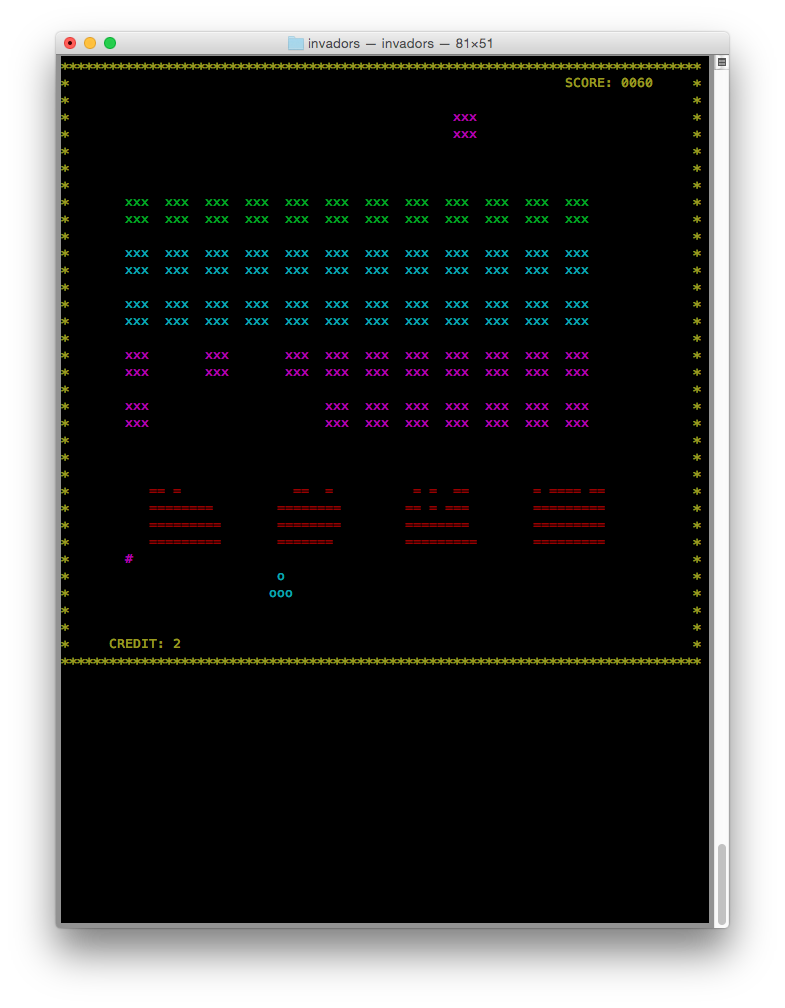 invadors — invadors — 81×51
********************************************************************************
* SCORE: 0060 *
* *
* xxx *
* xxx *
* *
* *
* *
* xxx xxx xxx xxx xxx xxx xxx xxx xxx xxx xxx xxx *
* xxx xxx xxx xxx xxx xxx xxx xxx xxx xxx xxx xxx *
* *
* xxx xxx xxx xxx xxx xxx xxx xxx xxx xxx xxx xxx *
* xxx xxx xxx xxx xxx xxx xxx xxx xxx xxx xxx xxx *
* *
* xxx xxx xxx xxx xxx xxx xxx xxx xxx xxx xxx xxx *
* xxx xxx xxx xxx xxx xxx xxx xxx xxx xxx xxx xxx *
* *
* xxx xxx xxx xxx xxx xxx xxx xxx xxx xxx *
* xxx xxx xxx xxx xxx xxx xxx xxx xxx xxx *
* *
* xxx xxx xxx xxx xxx xxx xxx xxx *
* xxx xxx xxx xxx xxx xxx xxx xxx *
* *
* *
* *
* == = == = = = == = ==== == *
* ======== ======== == = === ========= *
* ========= ======== ======== ========= *
* ========= ======= ========= ========= *
* # *
* o *
* ooo *
* *
* *
* CREDIT: 2 *
********************************************************************************